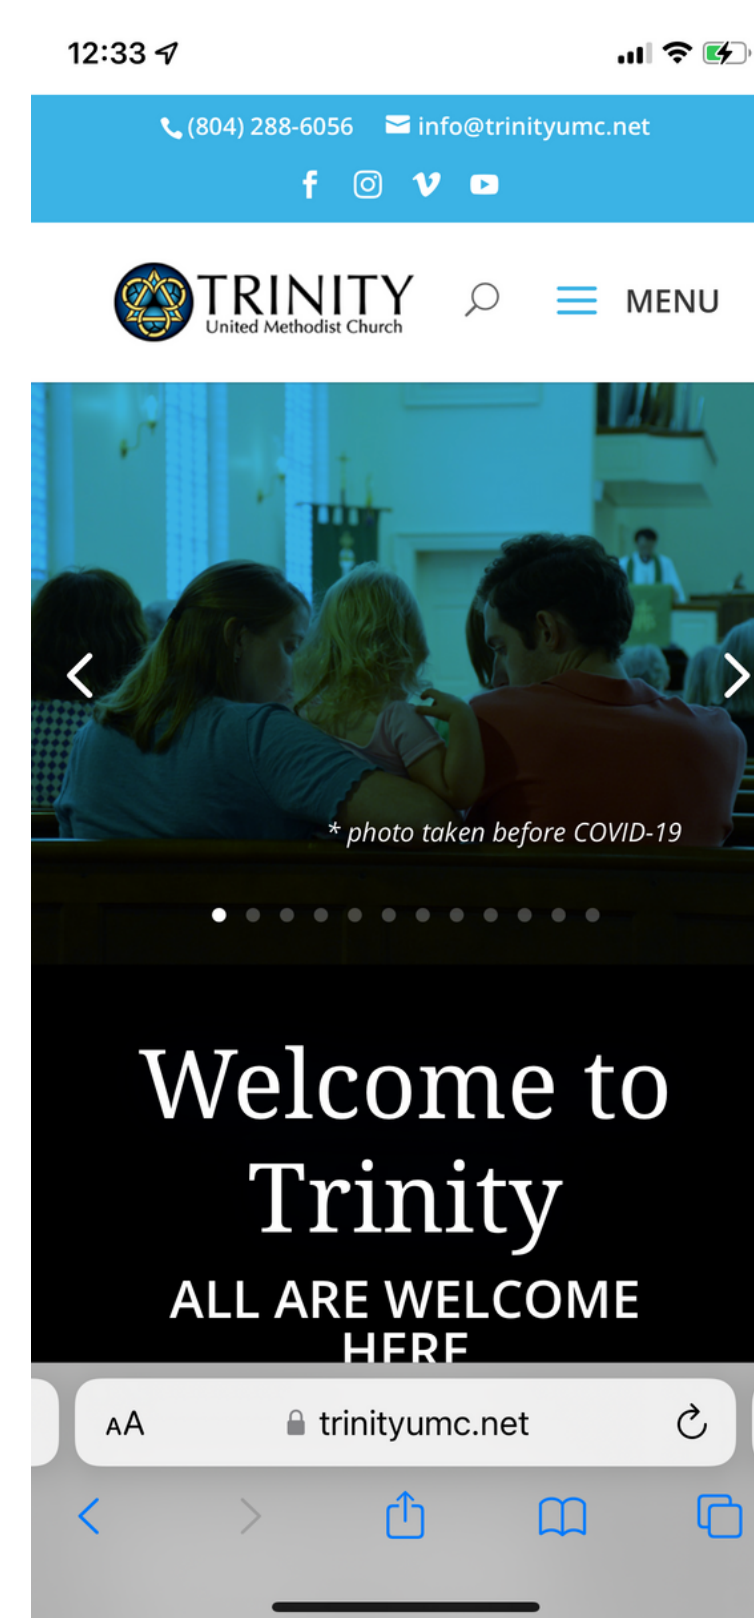 12:33
(804) 288-6056 info@trinityumc.net
TRINITY
United Methodist Church
MENU
* photo taken before COVID-19
Welcome to
Trinity
ALL ARE WELCOME
HERE
AA trinityumc.net